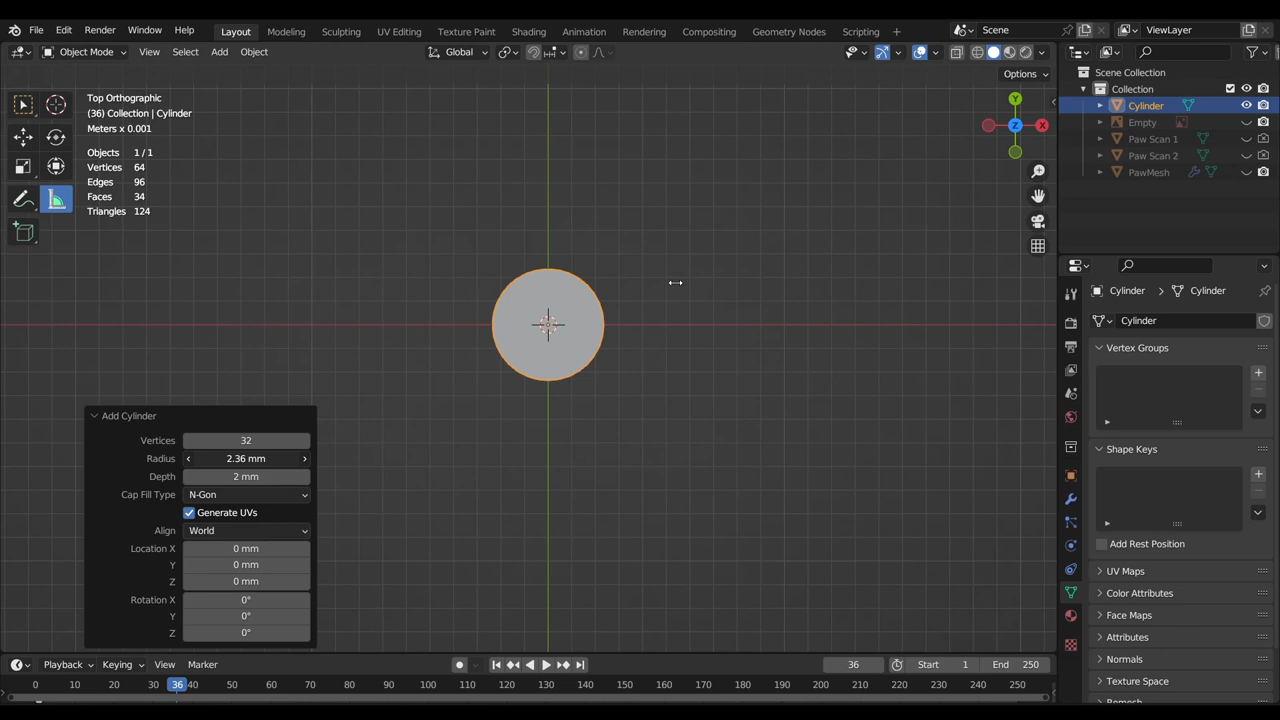 File Edit Render Window Help Layout Modeling Sculpting UV Editing Texture Paint Shading Animation Rendering Compositing Geometry Nodes Scripting + Scene ViewLayer
Object Mode View Select Add Object Global
Options
Top Orthographic
(36) Collection | Cylinder
Meters x 0.001
Objects 1 / 1
Vertices 64
Edges 96
Faces 34
Triangles 124
Y
Z X
Scene Collection
Collection
Cylinder
Empty
Paw Scan 1
Paw Scan 2
PawMesh
Cylinder > Cylinder
Cylinder
Vertex Groups
Shape Keys
Add Rest Position
UV Maps
Color Attributes
Face Maps
Attributes
Normals
Texture Space
Remesh
Add Cylinder
Vertices 32
Radius 2.36 mm
Depth 2 mm
Cap Fill Type N-Gon
Generate UVs
Align World
Location X 0 mm
Y 0 mm
Z 0 mm
Rotation X 0°
Y 0°
Z 0°
Playback Keying View Marker 36 Start 1 End 250
0 10 20 30 36 40 50 60 70 80 90 100 110 120 130 140 150 160 170 180 190 200 210 220 230 240 250